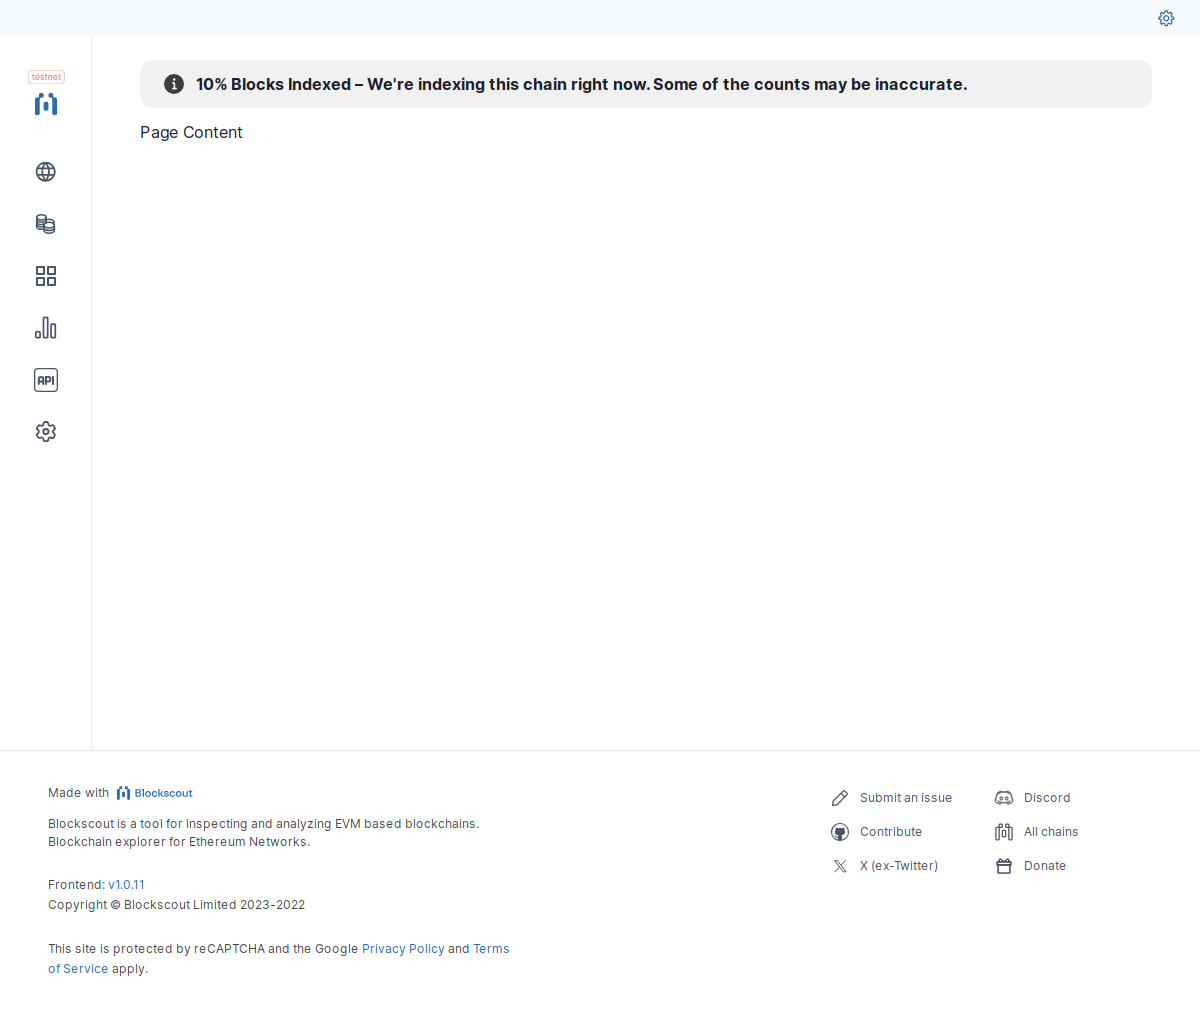 testnet
10% Blocks Indexed – We're indexing this chain right now. Some of the counts may be inaccurate.
Page Content
API
Made with Blockscout
Blockscout is a tool for inspecting and analyzing EVM based blockchains.
Blockchain explorer for Ethereum Networks.
Frontend: v1.0.11
Copyright © Blockscout Limited 2023-2022
This site is protected by reCAPTCHA and the Google Privacy Policy and Terms
of Service apply.
Submit an issue
Contribute
X (ex-Twitter)
Discord
All chains
Donate